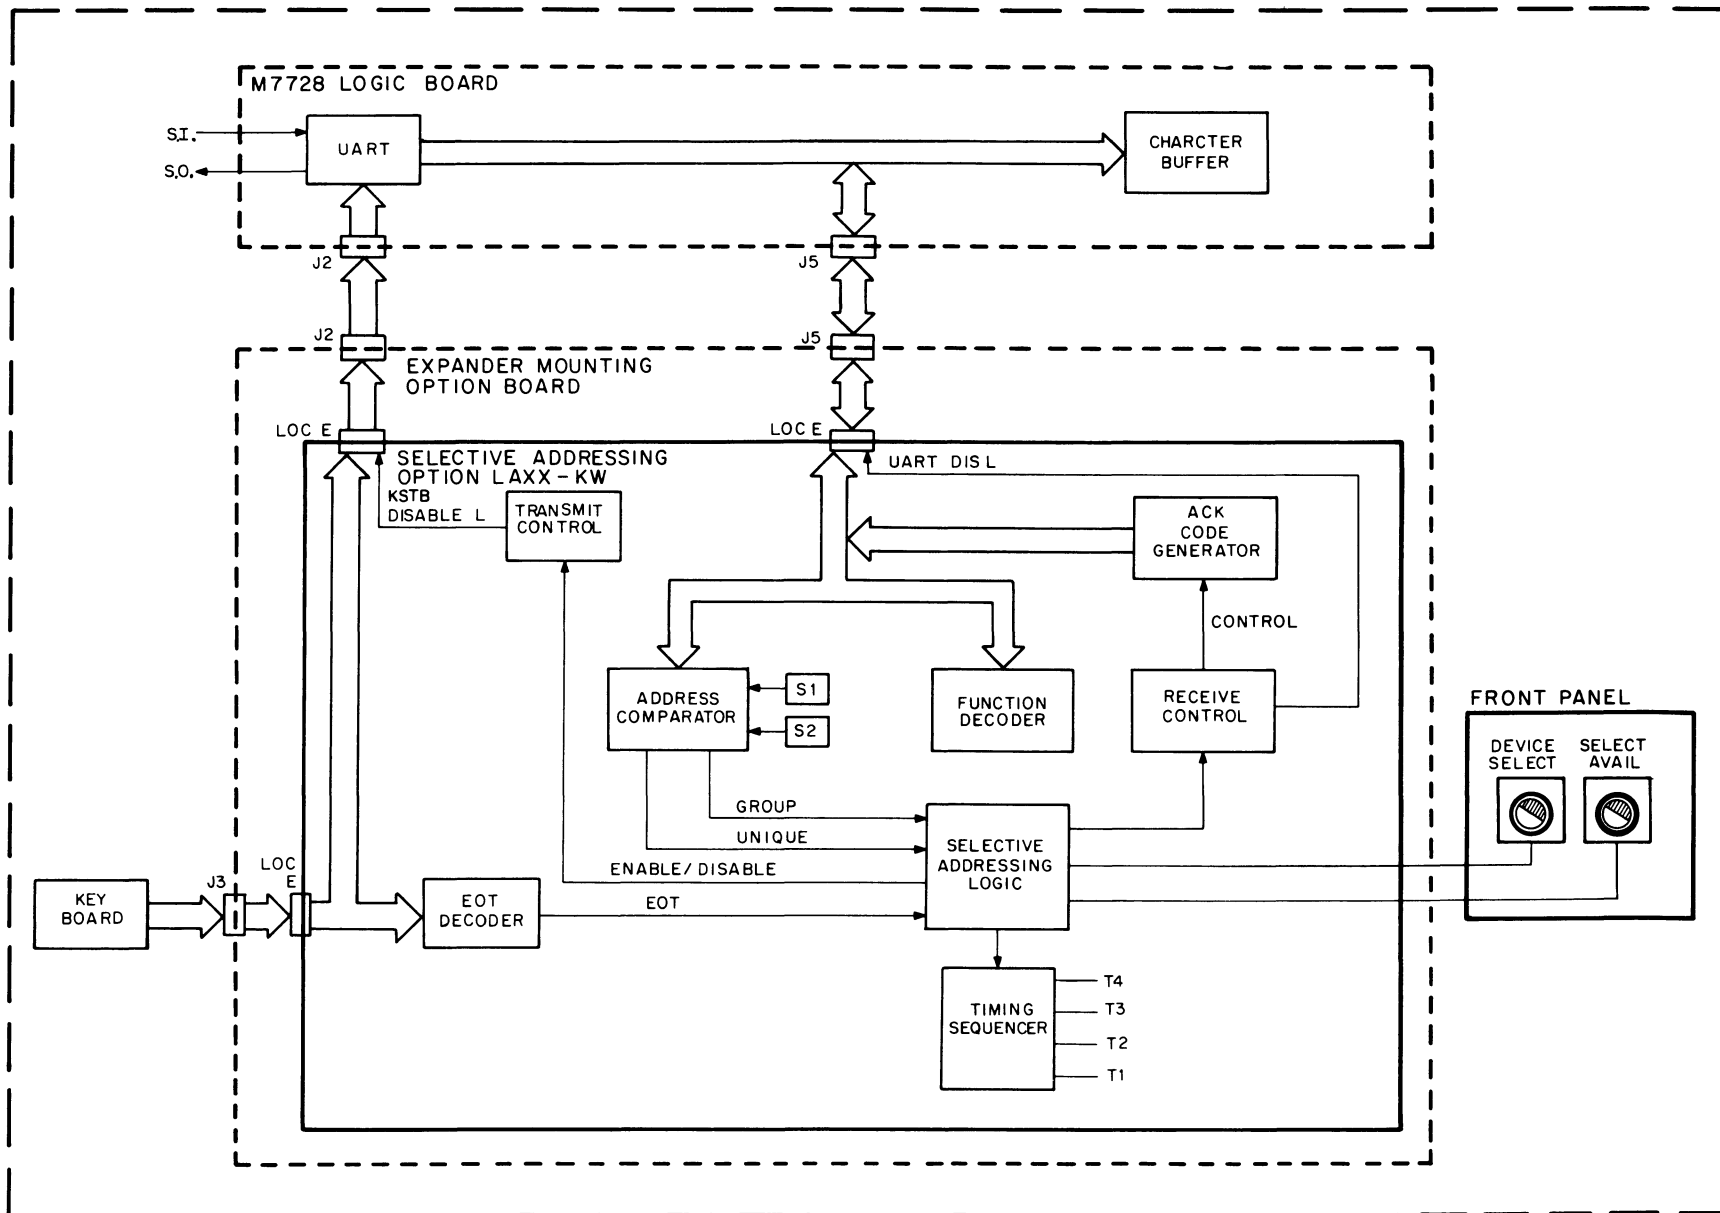 M7728 LOGIC BOARD
S.I.
UART
CHARCTER
BUFFER
S.O.
J2
J5
J2
J5
EXPANDER MOUNTING
OPTION BOARD
LOC E
LOC E
SELECTIVE ADDRESSING
OPTION LAXX-KW
UART DIS L
KSTB
DISABLE L
TRANSMIT
CONTROL
ACK
CODE
GENERATOR
CONTROL
ADDRESS
COMPARATOR
S1
S2
FUNCTION
DECODER
RECEIVE
CONTROL
FRONT PANEL
DEVICE
SELECT
SELECT
AVAIL
GROUP
UNIQUE
ENABLE/DISABLE
SELECTIVE
ADDRESSING
LOGIC
KEY
BOARD
J3
LOC
E
EOT
DECODER
EOT
TIMING
SEQUENCER
T4
T3
T2
T1